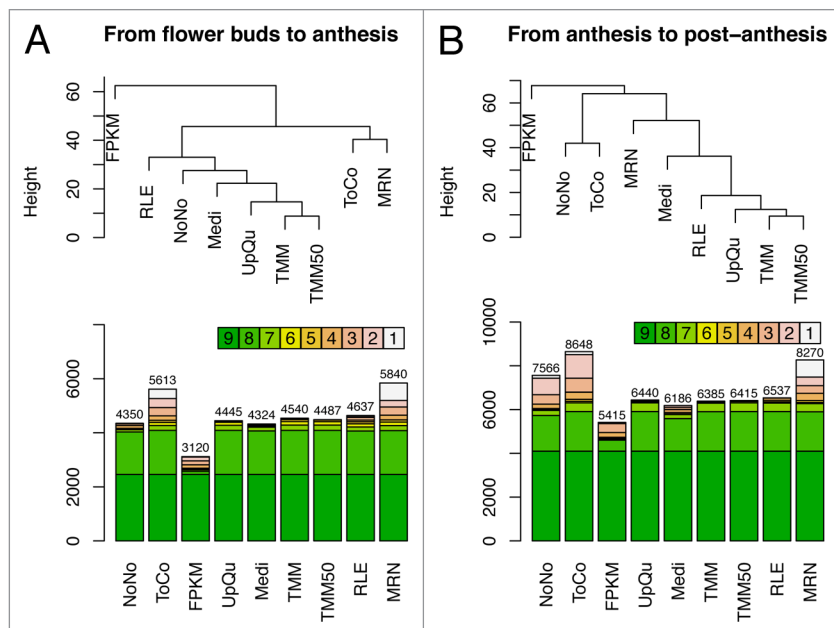 A From flower buds to anthesis
Height
0 20 40 60
FPKM
RLE
NoNo
Medi
UpQu
TMM
TMM50
ToCo
MRN
9 8 7 6 5 4 3 2 1
0 2000 6000
4350 5613 3120 4445 4324 4540 4487 4637 5840
NoNo ToCo FPKM UpQu Medi TMM TMM50 RLE MRN
B From anthesis to post-anthesis
Height
0 20 40 60
FPKM
NoNo
ToCo
MRN
Medi
RLE
UpQu
TMM
TMM50
9 8 7 6 5 4 3 2 1
0 2000 6000 10000
7566 8648 5415 6440 6186 6385 6415 6537 8270
NoNo ToCo FPKM UpQu Medi TMM TMM50 RLE MRN